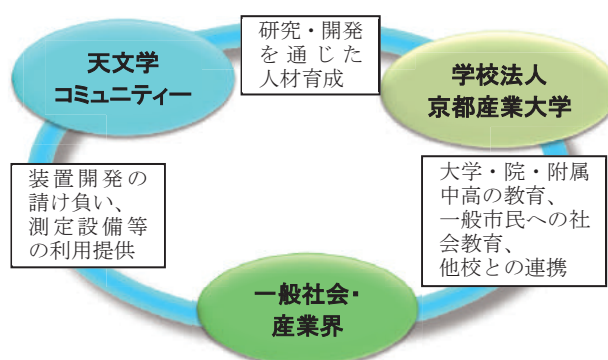 研究・開発
を通じた
人材育成
天文学
コミュニティー
学校法人
京都産業大学
装置開発の
請け負い、
測定設備等
の利用提供
大学・院・附属
中高の教育、
一般市民への社
会教育、
他校との連携
一般社会・
産業界